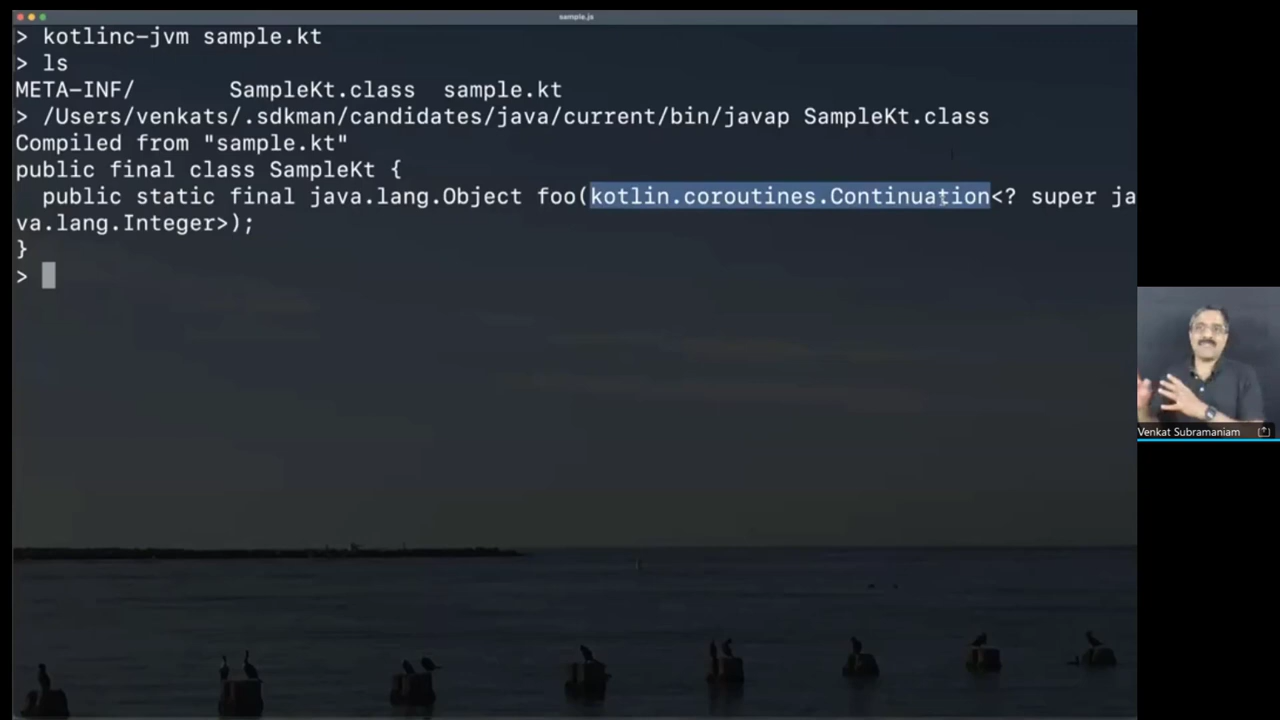 sample.js
> kotlinc-jvm sample.kt
> ls
META-INF/ SampleKt.class sample.kt
> /Users/venkats/.sdkman/candidates/java/current/bin/javap SampleKt.class
Compiled from "sample.kt"
public final class SampleKt {
public static final java.lang.Object foo(kotlin.coroutines.Continuation<? super ja
va.lang.Integer>);
}
>
Venkat Subramaniam